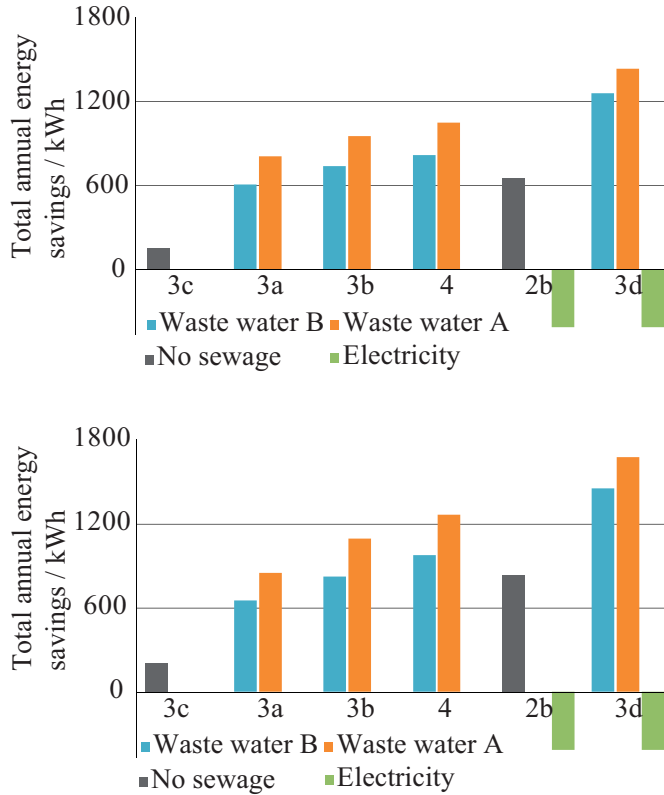 1800
1200
600
0
Total annual energy
savings / kWh
3c 3a 3b 4 2b 3d
Waste water B Waste water A
No sewage Electricity
1800
1200
600
0
Total annual energy
savings / kWh
3c 3a 3b 4 2b 3d
Waste water B Waste water A
No sewage Electricity